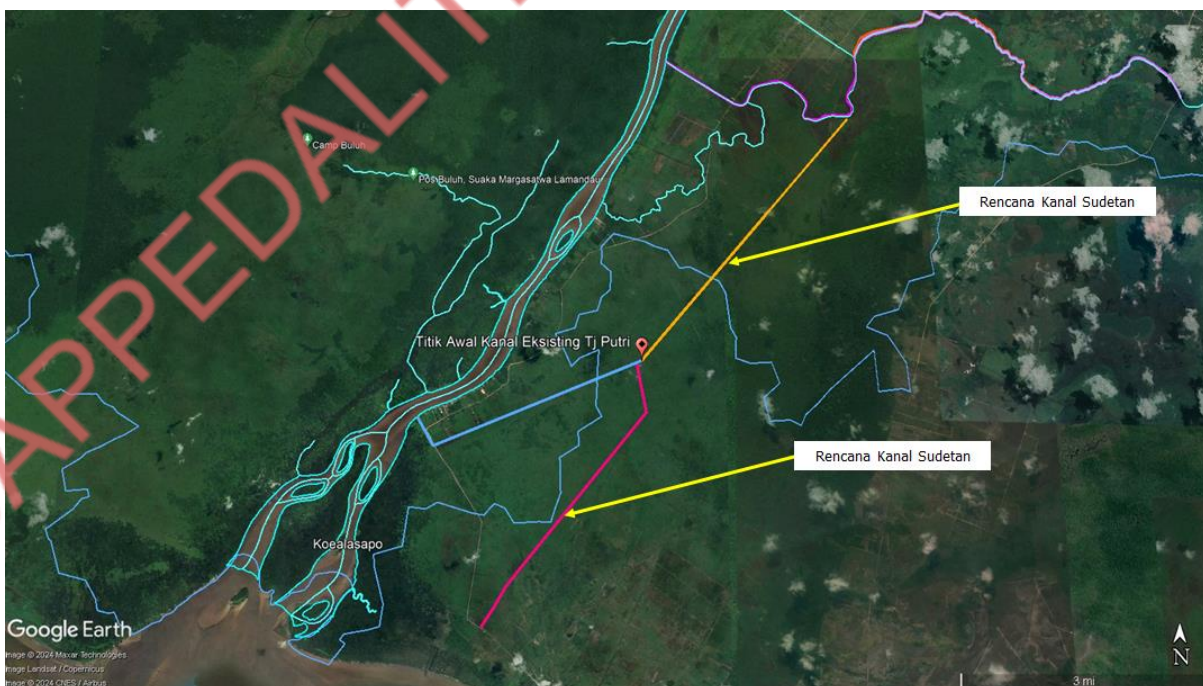 APPEDALIT
Camp Buluh
Pos Buluh, Suaka Margasatwa Lamandau
Rencana Kanal Sudetan
Titik Awal Kanal Eksisting Tj Putri
Rencana Kanal Sudetan
Koealasapo
Google Earth
Image © 2024 Maxar Technologies
Image Landsat / Copernicus
Image © 2024 CNES / Airbus
N
3 mi